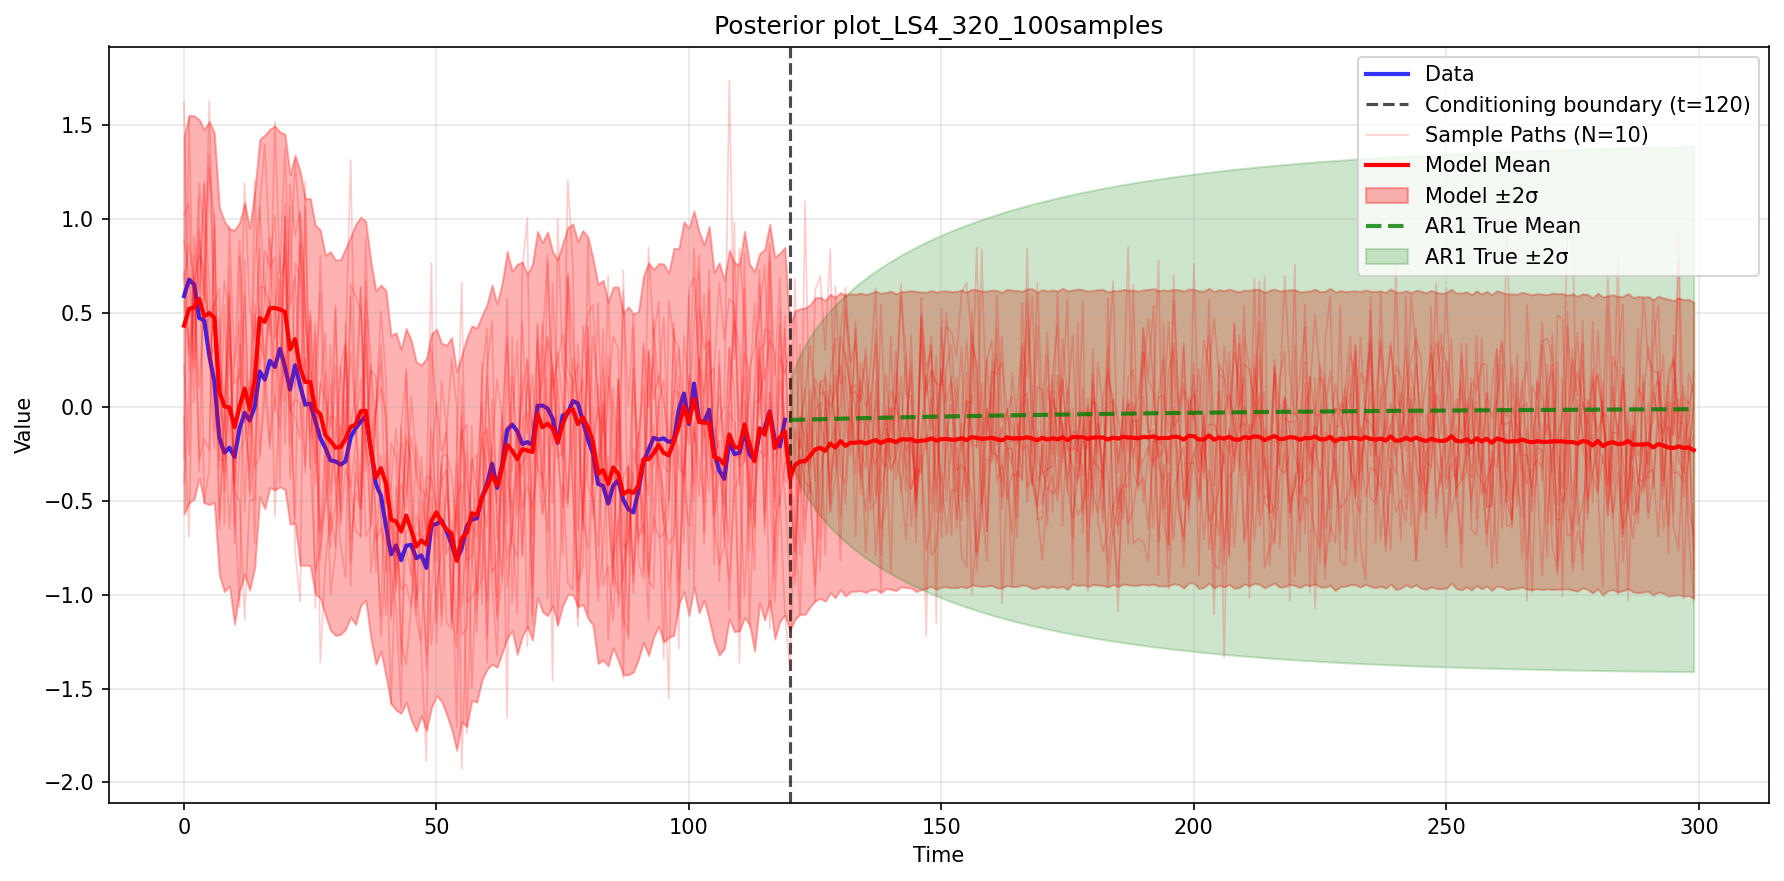 Posterior plot_LS4_320_100samples
Data
Conditioning boundary (t=120)
Sample Paths (N=10)
Model Mean
Model ±2σ
AR1 True Mean
AR1 True ±2σ
Value
1.5
1.0
0.5
0.0
−0.5
−1.0
−1.5
−2.0
0 50 100 150 200 250 300
Time